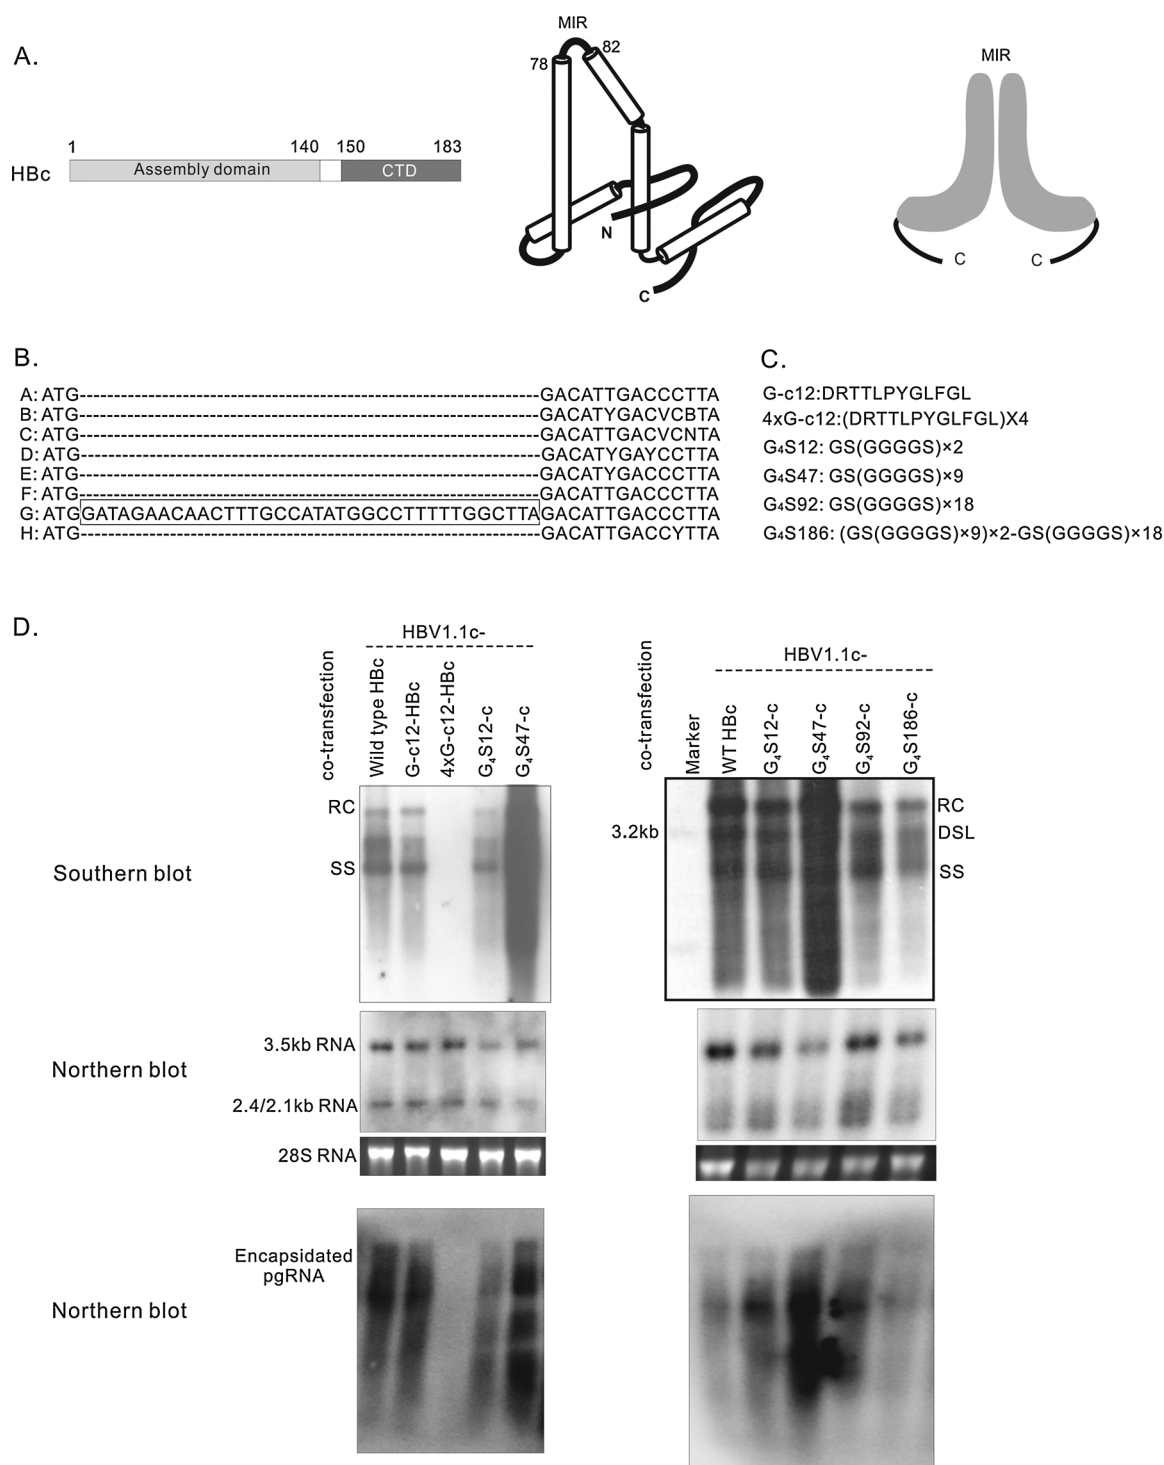 A.
HBc
1 140 150 183
Assembly domain CTD
MIR
78 82
N
C
MIR
C C
B.
A: ATG----------------------------------------------GACATTGACCCTTA
B: ATG----------------------------------------------GACATYGACVCBTA
C: ATG----------------------------------------------GACATTGACVCNTA
D: ATG----------------------------------------------GACATYGAYCCTTA
E: ATG----------------------------------------------GACATYGACCCTTA
F: ATG----------------------------------------------GACATTGACCCTTA
G: ATGGATAGAACAACTTTGCCATATGGCCTTTTTGGCTTAGACATTGACCCTTA
H: ATG----------------------------------------------GACATTGACCYTTA
C.
G-c12:DRTTLPYGLFGL
4xG-c12:(DRTTLPYGLFGL)X4
G₄S12: GS(GGGGS)×2
G₄S47: GS(GGGGS)×9
G₄S92: GS(GGGGS)×18
G₄S186: (GS(GGGGS)×9)×2-GS(GGGGS)×18
D.
HBV1.1c-
co-transfection
Wild type HBc
G-c12-HBc
4xG-c12-HBc
G₄S12-c
G₄S47-c
HBV1.1c-
co-transfection
Marker
WT HBc
G₄S12-c
G₄S47-c
G₄S92-c
G₄S186-c
Southern blot
RC
SS
3.2kb
RC
DSL
SS
Northern blot
3.5kb RNA
2.4/2.1kb RNA
28S RNA
Northern blot
Encapsidated
pgRNA